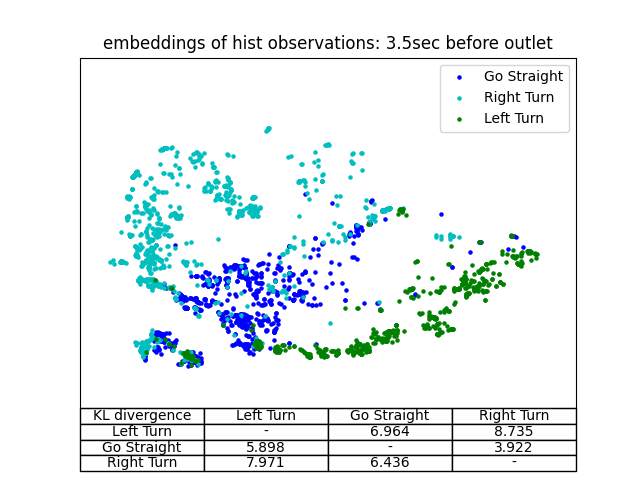 embeddings of hist observations: 3.5sec before outlet
Go Straight
Right Turn
Left Turn
KL divergence Left Turn Go Straight Right Turn
Left Turn - 6.964 8.735
Go Straight 5.898 - 3.922
Right Turn 7.971 6.436 -